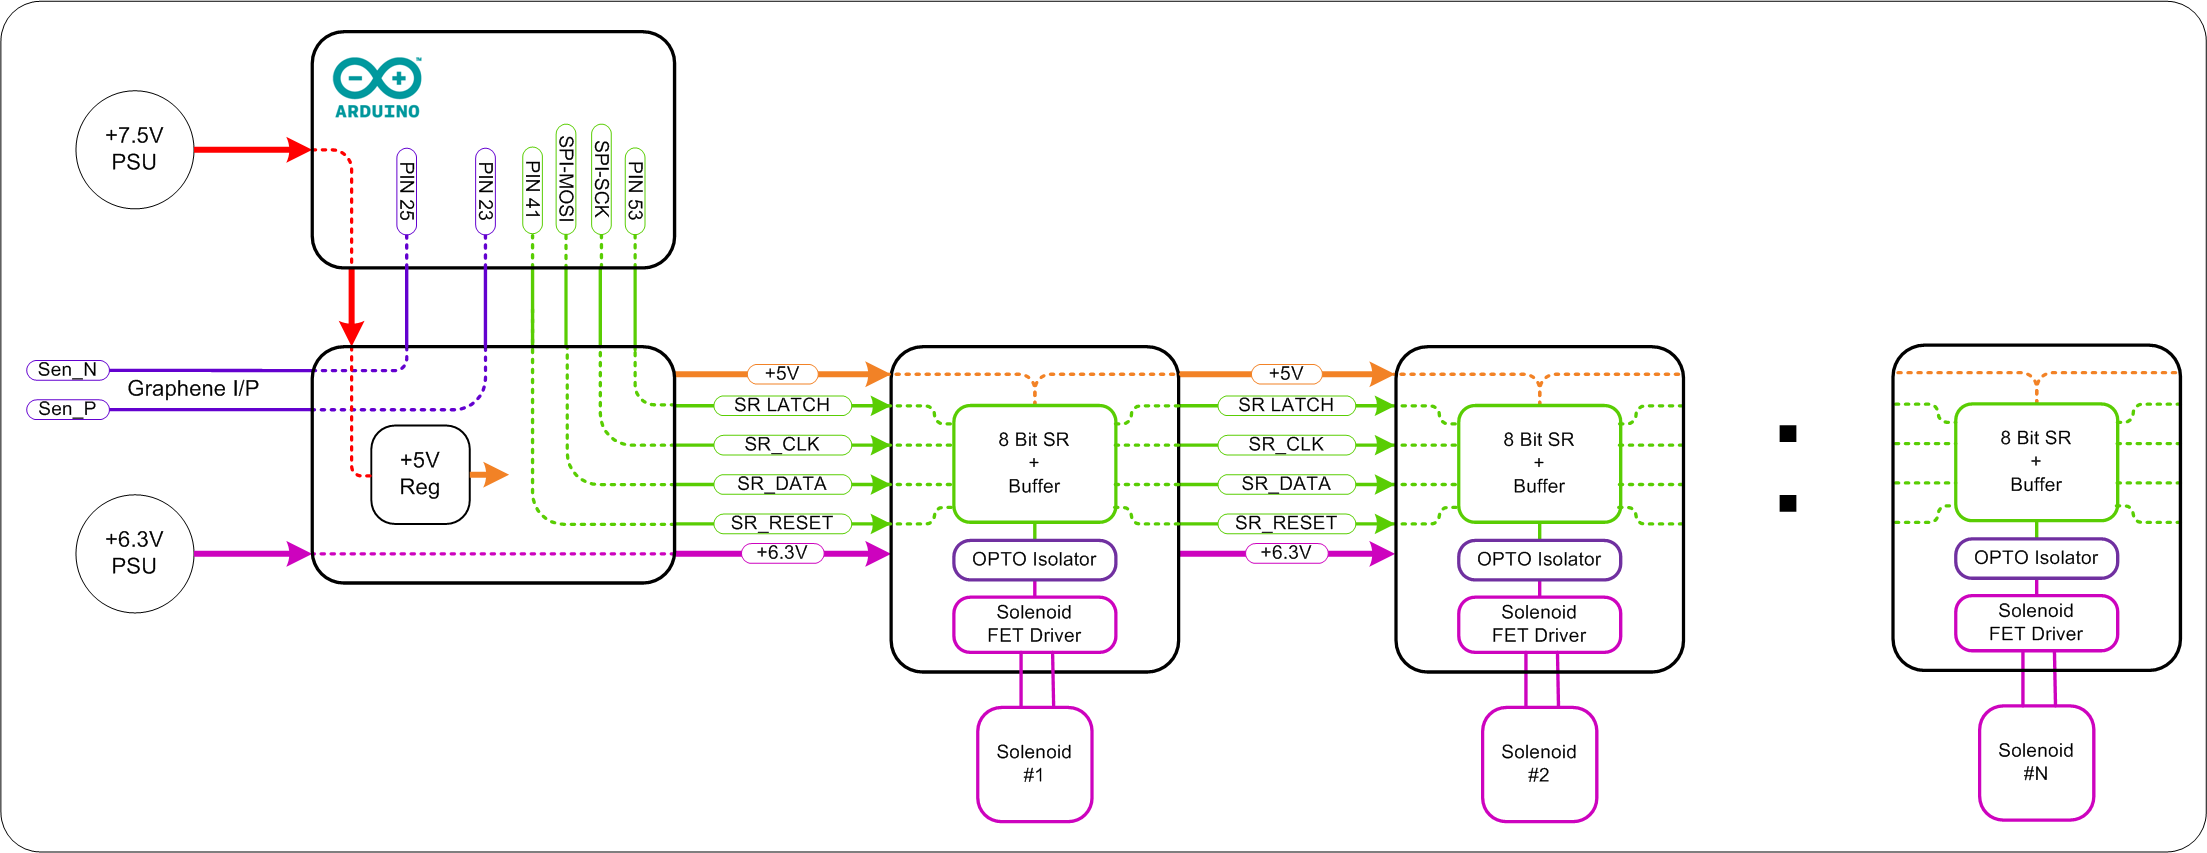 +7.5V
PSU
™
ARDUINO
PIN 25
PIN 23
PIN 41
SPI-MOSI
SPI-SCK
PIN 53
Sen_N
Graphene I/P
Sen_P
+5V
Reg
+6.3V
PSU
+5V
SR LATCH
SR_CLK
SR_DATA
SR_RESET
+6.3V
8 Bit SR
+
Buffer
OPTO Isolator
Solenoid
FET Driver
Solenoid
#1
+5V
SR LATCH
SR_CLK
SR_DATA
SR_RESET
+6.3V
8 Bit SR
+
Buffer
OPTO Isolator
Solenoid
FET Driver
Solenoid
#2
8 Bit SR
+
Buffer
OPTO Isolator
Solenoid
FET Driver
Solenoid
#N